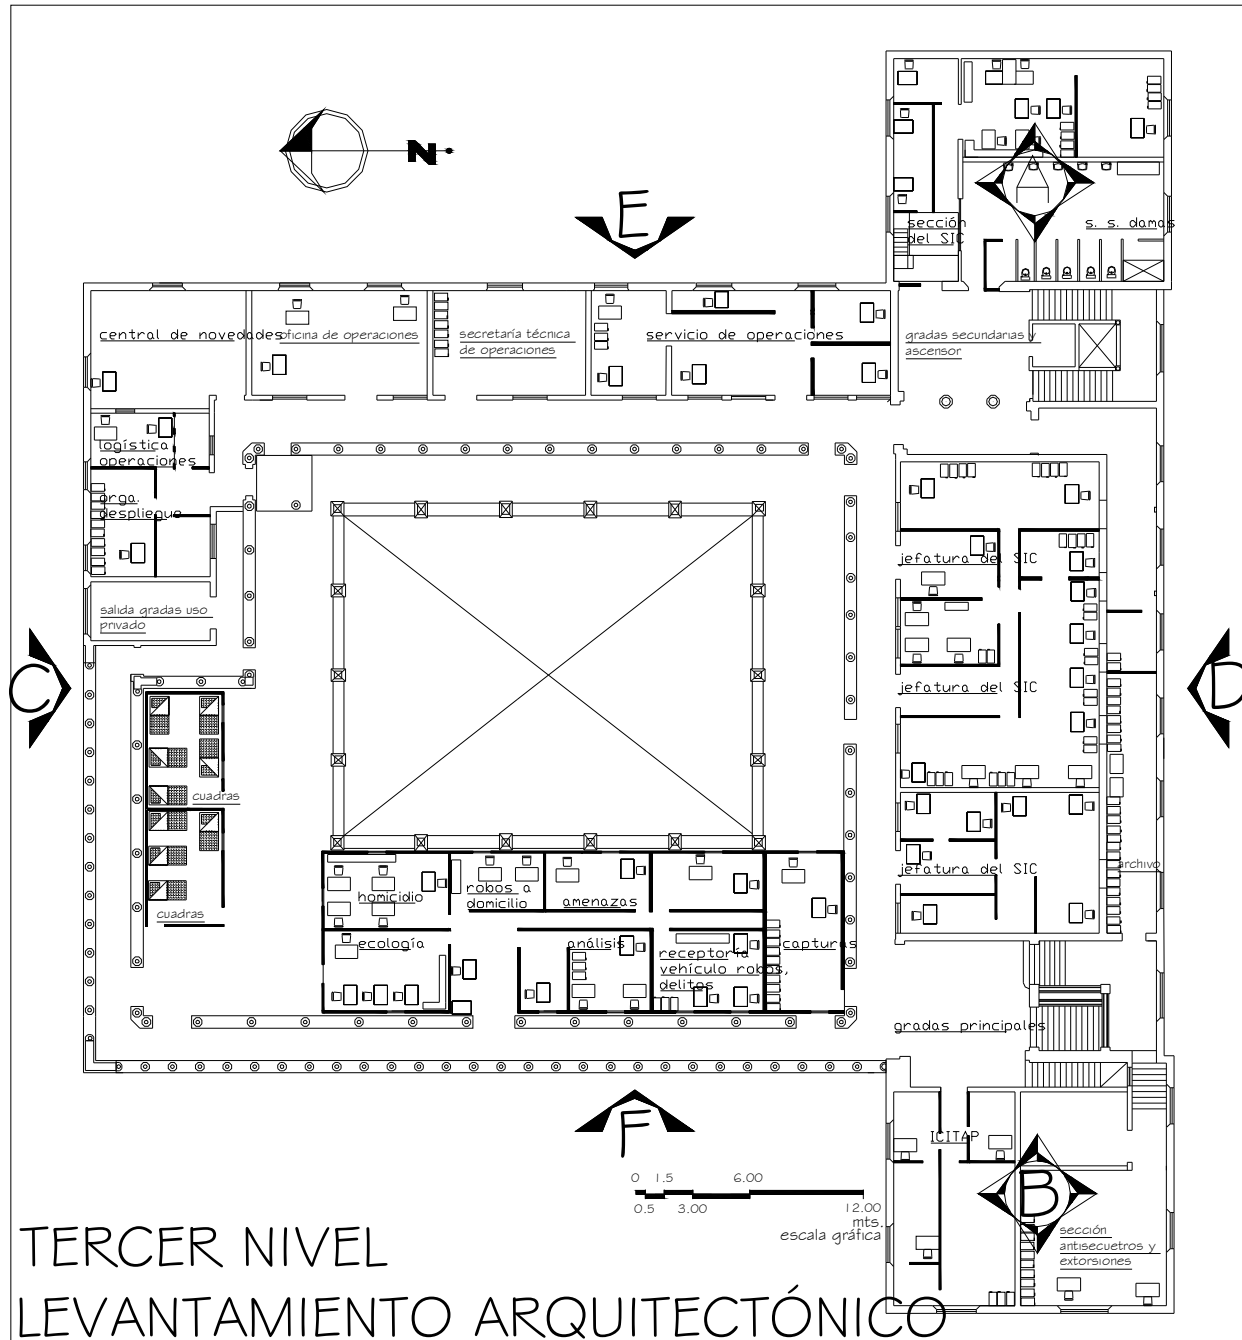 N
E
A
sección
del SIC
s. s. damas
central de novedades
oficina de operaciones
secretaría técnica
de operaciones
servicio de operaciones
gradas secundarias y
ascensor
logística
operaciones
orga.
despliegue
jefatura del SIC
salida gradas uso
privado
C
D
jefatura del SIC
cuadras
cuadras
jefatura del SIC
archivo
homicidio
robos a
domicilio
amenazas
ecología
análisis
receptoría
vehículo robos,
delitos
capturas
gradas principales
F
ICITAP
B
0 1.5 6.00
0.5 3.00 12.00
mts.
escala gráfica
sección
antisecuetros y
extorsiones
TERCER NIVEL
LEVANTAMIENTO ARQUITECTÓNICO